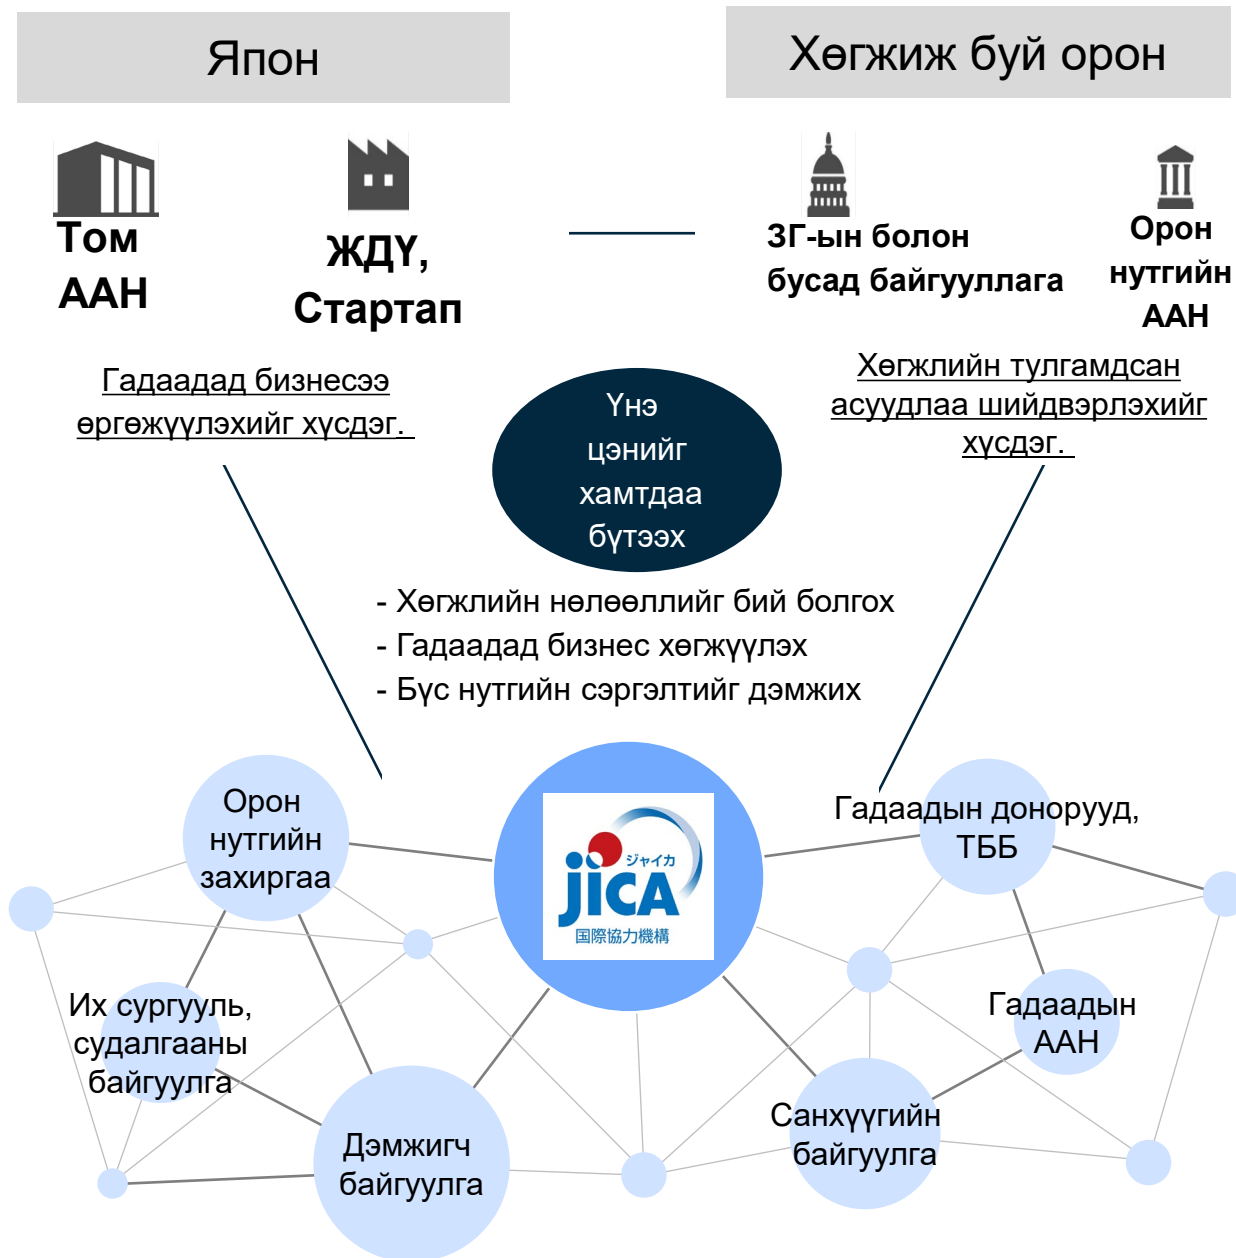 Япон
Хөгжиж буй орон
Том
ААН
ЖДҮ,
Стартап
ЗГ-ын болон
бусад байгууллага
Орон
нутгийн
ААН
Гадаадад бизнесээ
өргөжүүлэхийг хүсдэг.
Хөгжлийн тулгамдсан
асуудлаа шийдвэрлэхийг
хүсдэг.
Үнэ
цэнийг
хамтдаа
бүтээх
- Хөгжлийн нөлөөллийг бий болгох
- Гадаадад бизнес хөгжүүлэх
- Бүс нутгийн сэргэлтийг дэмжих
Орон
нутгийн
захиргаа
ジャイカ
JICA
国際協力機構
Гадаадын донорууд,
ТББ
Их сургууль,
судалгааны
байгуулга
Гадаадын
ААН
Дэмжигч
байгуулга
Санхүүгийн
байгуулга